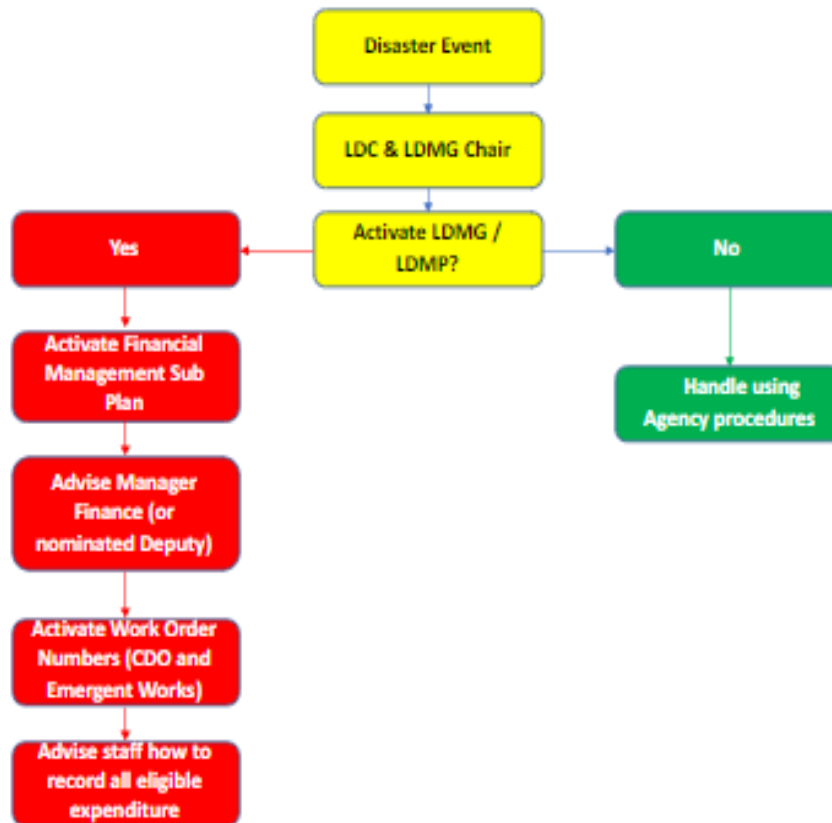 Disaster Event
LDC & LDMG Chair
Activate LDMG /
LDMP?
Yes
No
Activate Financial
Management Sub
Plan
Handle using
Agency procedures
Advise Manager
Finance (or
nominated Deputy)
Activate Work Order
Numbers (CDO and
Emergent Works)
Advise staff how to
record all eligible
expenditure